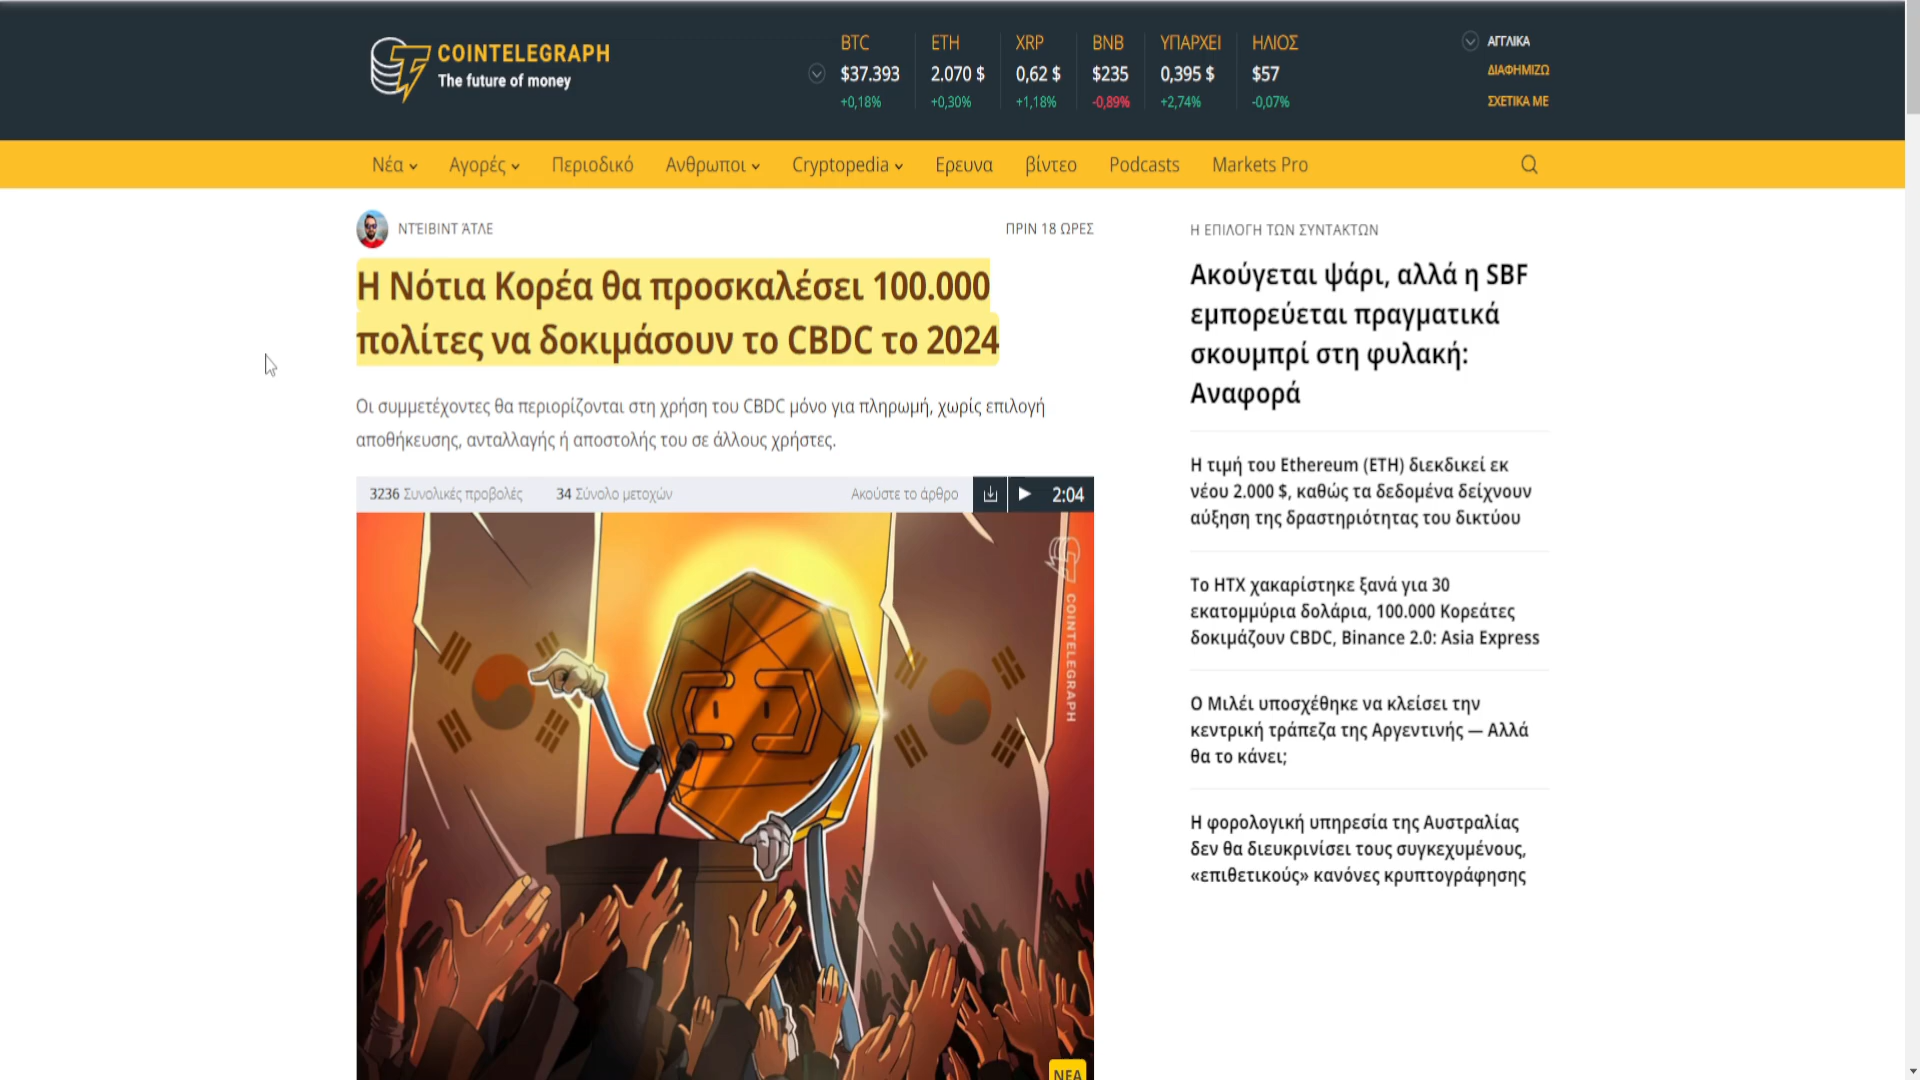 COINTELEGRAPH
The future of money
BTC
$37.393
+0,18%
ETH
2.070 $
+0,30%
XRP
0,62 $
+1,18%
BNB
$235
-0,89%
ΥΠΑΡΧΕΙ
0,395 $
+2,74%
ΗΛΙΟΣ
$57
-0,07%
ΑΓΓΛΙΚΑ
ΔΙΑΦΗΜΙΖΩ
ΣΧΕΤΙΚΑ ΜΕ
Νέα Αγορές Περιοδικό Ανθρωποι Cryptopedia Ερευνα βίντεο Podcasts Markets Pro
ΝΤΈΙΒΙΝΤ ΆΤΛΕ
ΠΡΙΝ 18 ΩΡΕΣ
Η Νότια Κορέα θα προσκαλέσει 100.000
πολίτες να δοκιμάσουν το CBDC το 2024
Οι συμμετέχοντες θα περιορίζονται στη χρήση του CBDC μόνο για πληρωμή, χωρίς επιλογή
αποθήκευσης, ανταλλαγής ή αποστολής του σε άλλους χρήστες.
3236 Συνολικές προβολές 34 Σύνολο μετοχών Ακούστε το άρθρο 2:04
COINTELEGRAPH
ΝΕΑ
Η ΕΠΙΛΟΓΗ ΤΩΝ ΣΥΝΤΑΚΤΩΝ
Ακούγεται ψάρι, αλλά η SBF
εμπορεύεται πραγματικά
σκουμπρί στη φυλακή:
Αναφορά
Η τιμή του Ethereum (ETH) διεκδικεί εκ
νέου 2.000 $, καθώς τα δεδομένα δείχνουν
αύξηση της δραστηριότητας του δικτύου
Το HTX χακαρίστηκε ξανά για 30
εκατομμύρια δολάρια, 100.000 Κορεάτες
δοκιμάζουν CBDC, Binance 2.0: Asia Express
Ο Μιλέι υποσχέθηκε να κλείσει την
κεντρική τράπεζα της Αργεντινής — Αλλά
θα το κάνει;
Η φορολογική υπηρεσία της Αυστραλίας
δεν θα διευκρινίσει τους συγκεχυμένους,
«επιθετικούς» κανόνες κρυπτογράφησης